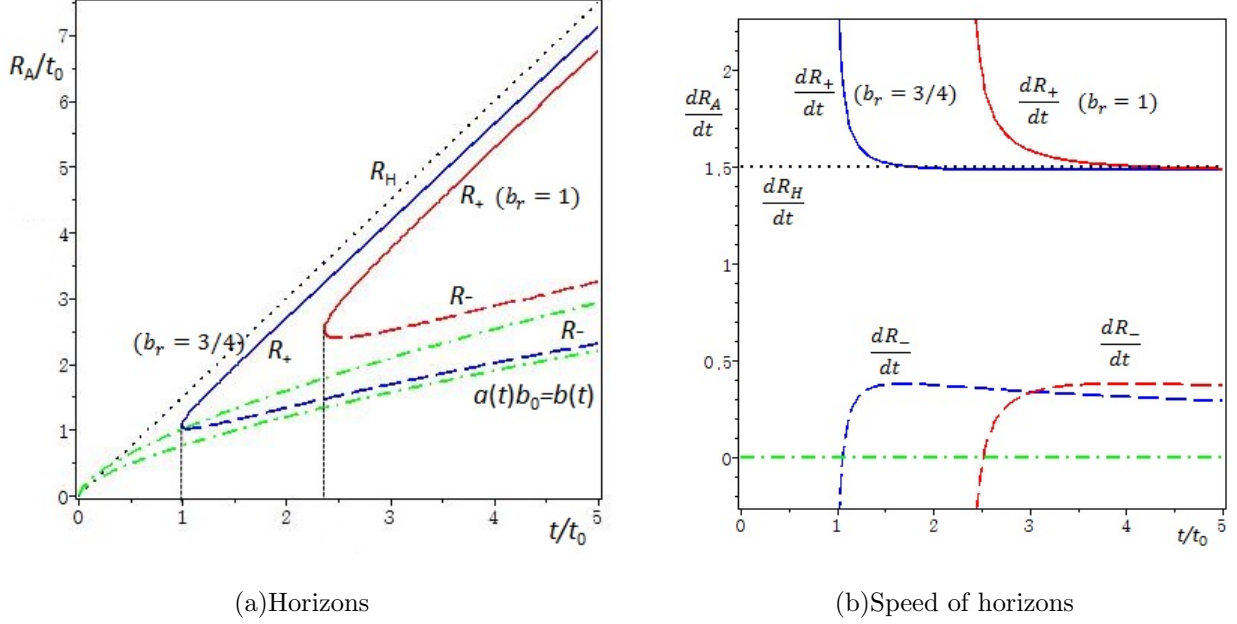 R_A/t_0
7
6
5
4
3
2
1
0
R_H
R_+ (b_r = 1)
R−
(b_r = 3/4)
R_+
R−
a(t)b_0=b(t)
0 1 2 3 4 5
t/t_0
(a)Horizons
2
1.5
1
0.5
0
dR_A/dt
dR_+/dt (b_r = 3/4)
dR_+/dt (b_r = 1)
dR_H/dt
dR_−/dt
dR_−/dt
0 1 2 3 4 5
t/t_0
(b)Speed of horizons